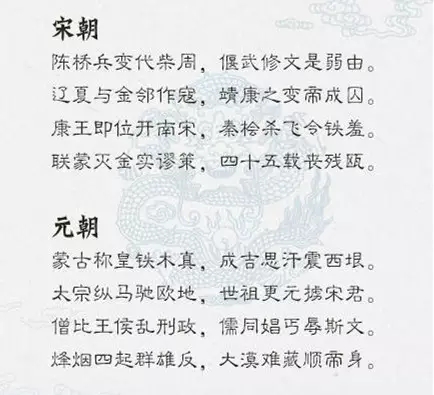 宋朝
陈桥兵变代柴周，偃武修文是弱由。
辽夏与金邻作寇，靖康之变帝成囚。
康王即位开南宋，秦桧杀飞令铁羞。
联蒙灭金实谬策，四十五载丧残瓯。
元朝
蒙古称皇铁木真，成吉思汗震西垠。
太宗纵马驰欧地，世祖更元掳宋君。
僧比王侯乱刑政，儒同娼丐辱斯文。
烽烟四起群雄反，大漠难藏顺帝身。